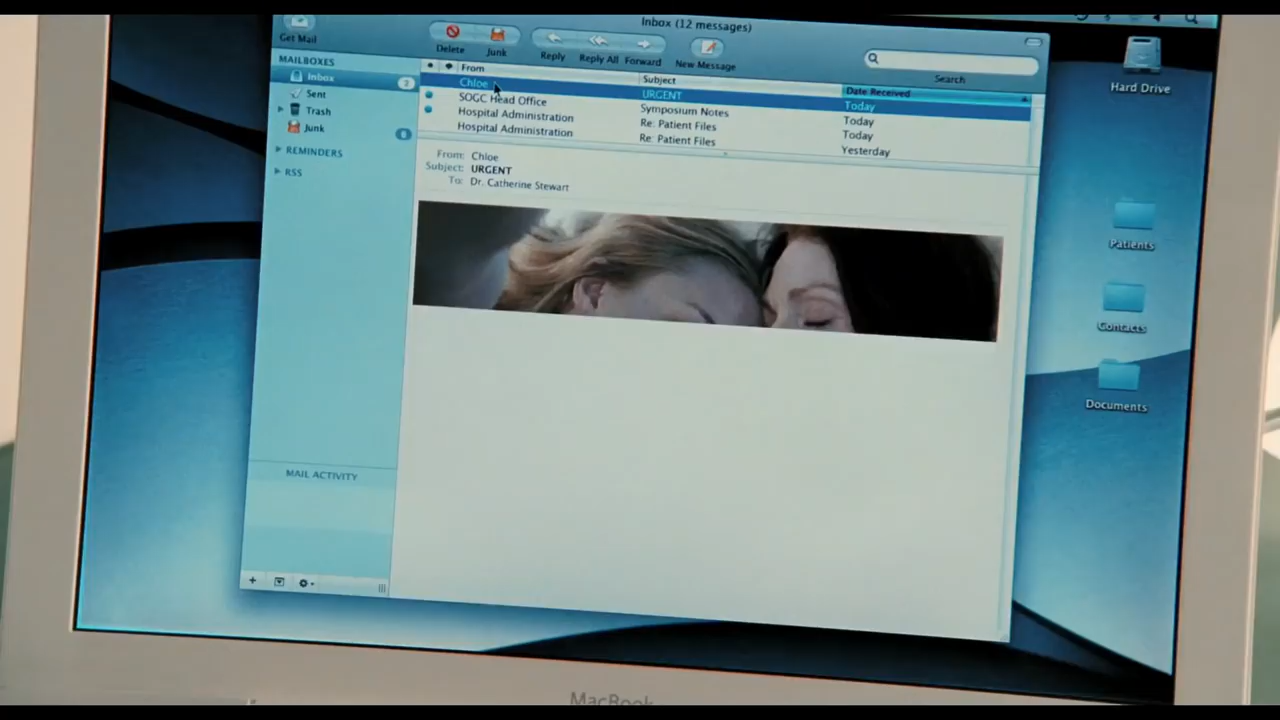 Inbox (12 messages)
Get Mail
Delete
Junk
Reply
Reply All
Forward
New Message
Search
MAILBOXES
Inbox
Sent
Trash
Junk
REMINDERS
RSS
MAIL ACTIVITY
From Subject Date Received
Chloe URGENT Today
SOGC Head Office Symposium Notes Today
Hospital Administration Re: Patient Files Today
Hospital Administration Re: Patient Files Yesterday
From: Chloe
Subject: URGENT
To: Dr. Catherine Stewart
Hard Drive
Patients
Contacts
Documents
MacBook